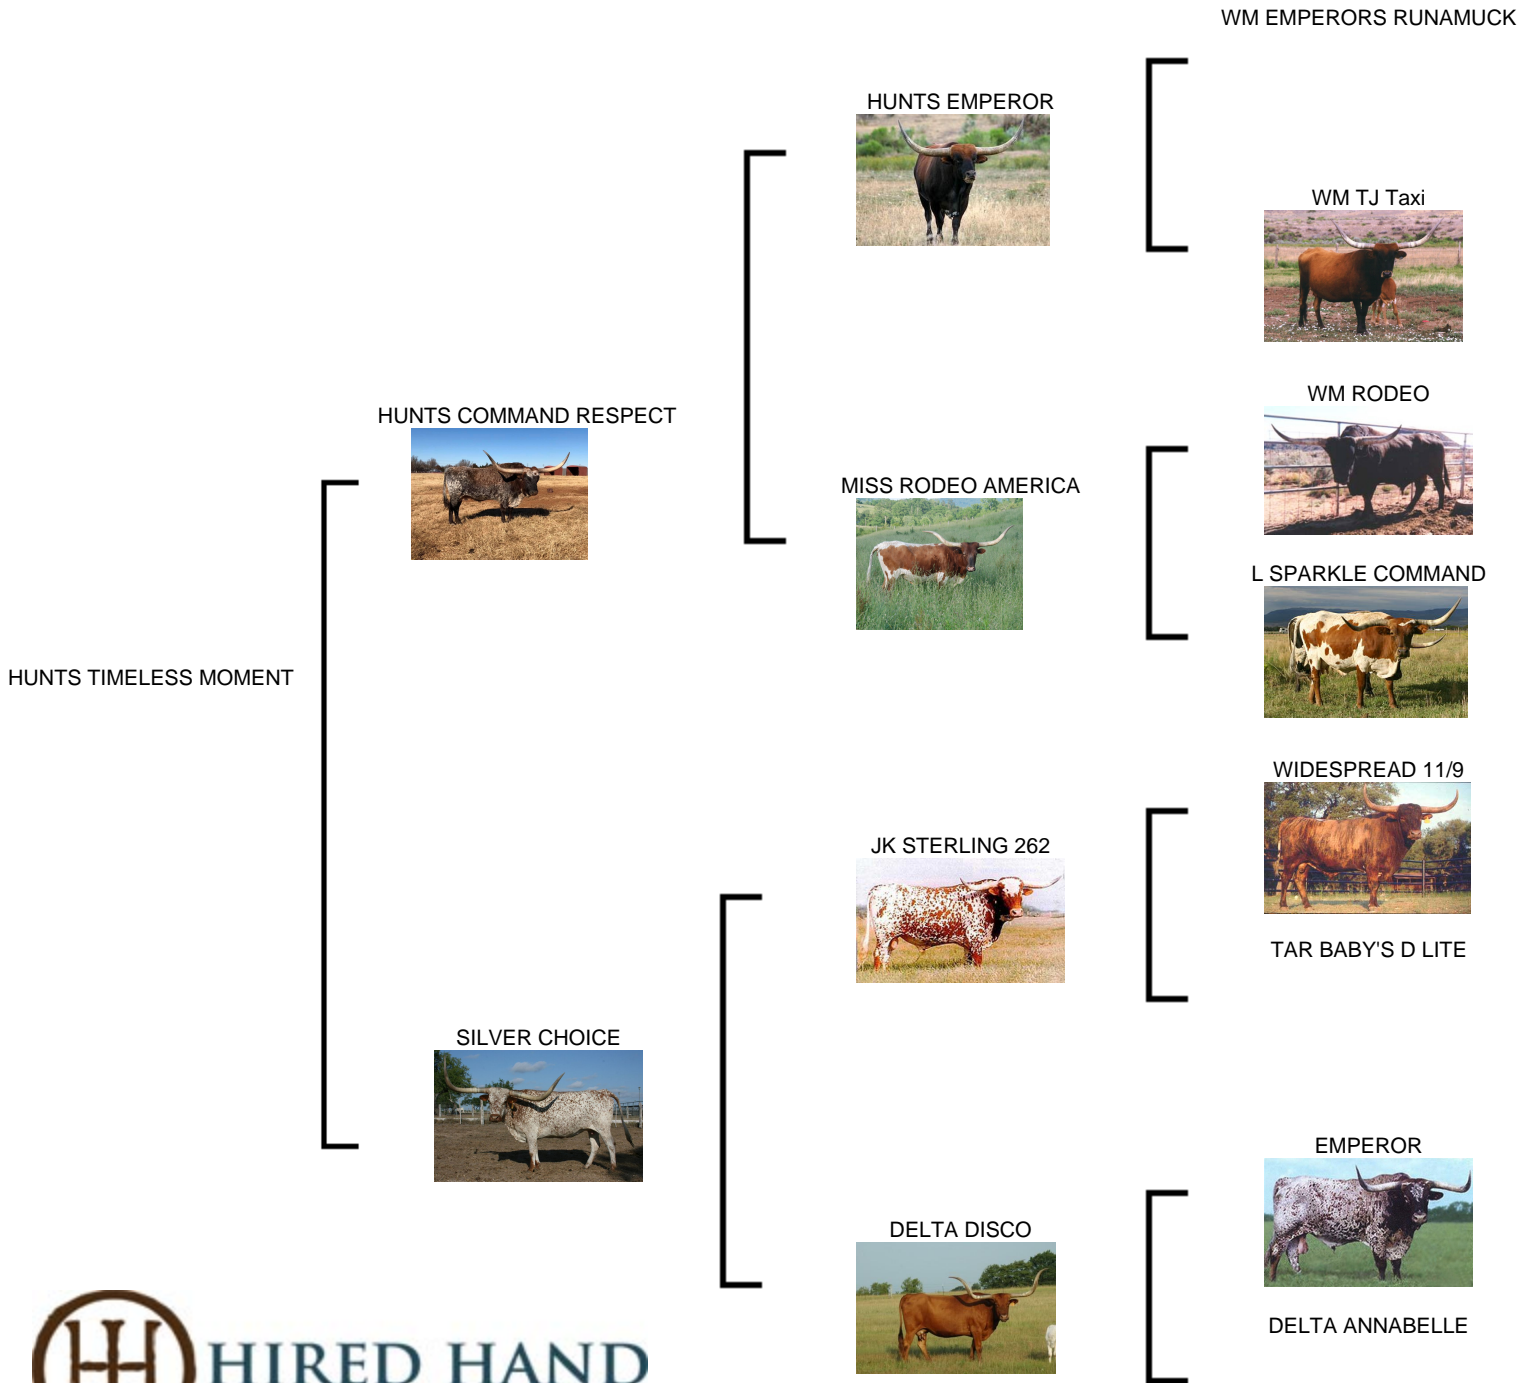 WM EMPERORS RUNAMUCK
HUNTS EMPEROR
WM TJ Taxi
WM RODEO
HUNTS COMMAND RESPECT
MISS RODEO AMERICA
L SPARKLE COMMAND
HUNTS TIMELESS MOMENT
WIDESPREAD 11/9
JK STERLING 262
TAR BABY'S D LITE
SILVER CHOICE
EMPEROR
DELTA DISCO
DELTA ANNABELLE
HIRED HAND